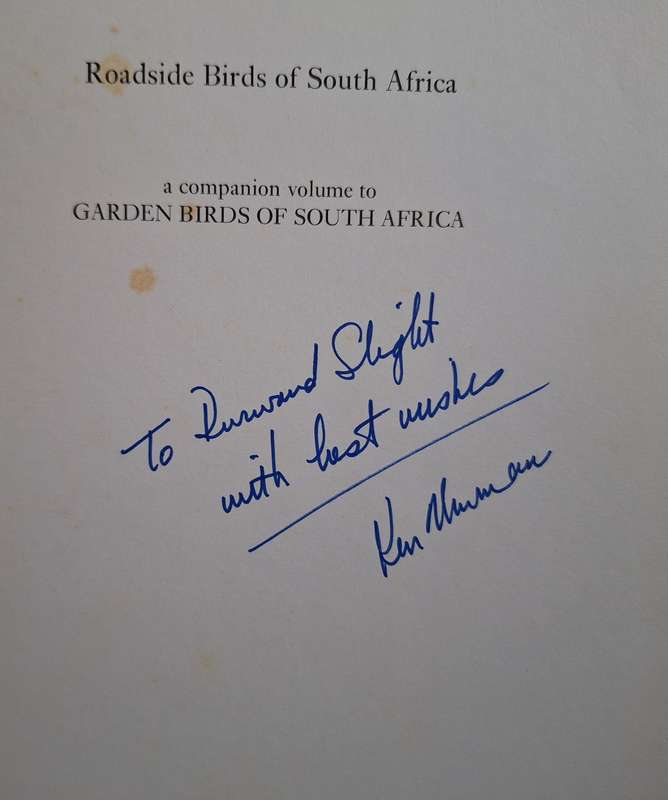 Roadside Birds of South Africa
a companion volume to
GARDEN BIRDS OF SOUTH AFRICA
To Slight
with best wishes
Ken Newman